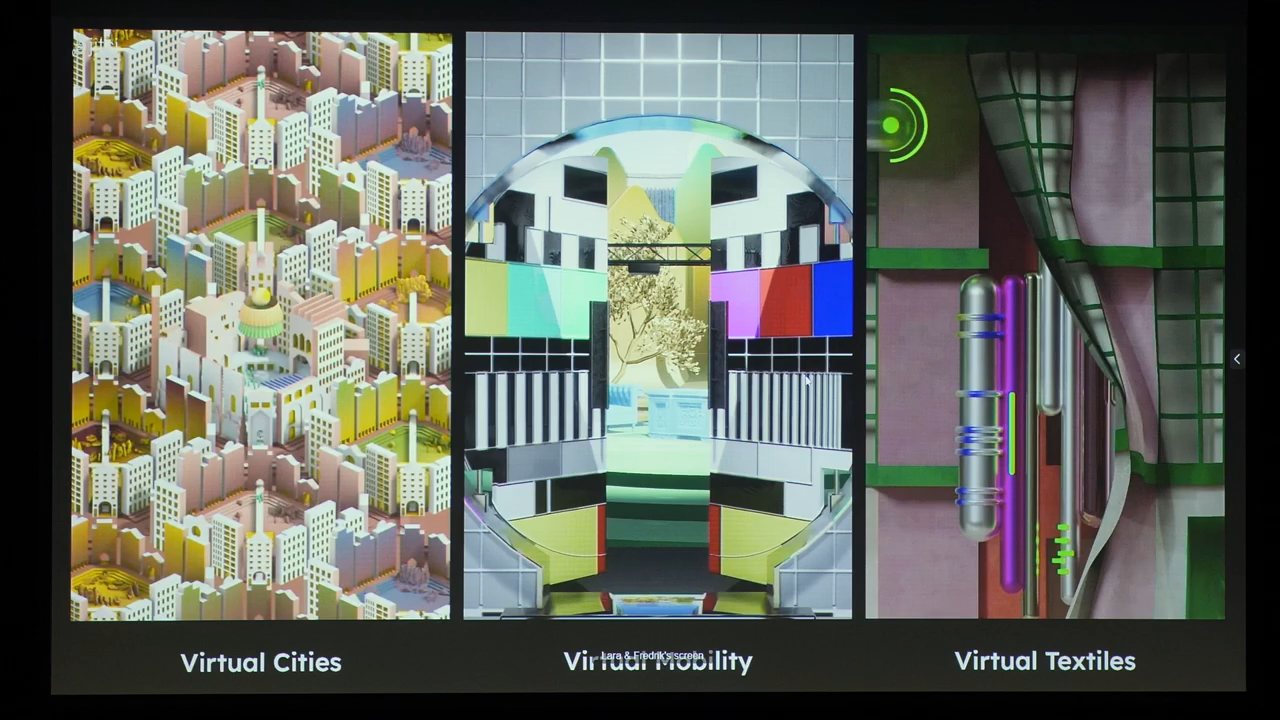 Virtual Cities
Virtual Mobility
Lara & Fredrik's screen
Virtual Textiles